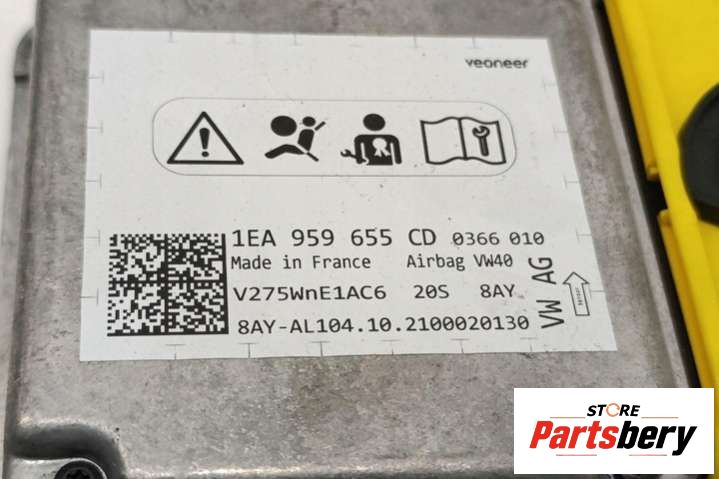 veoneer
1EA 959 655 CD 0366 010
Made in France Airbag VW40
V275WnE1AC6 20S 8AY
8AY-AL104.10.2100020130
VW AG
STORE
Partsbery